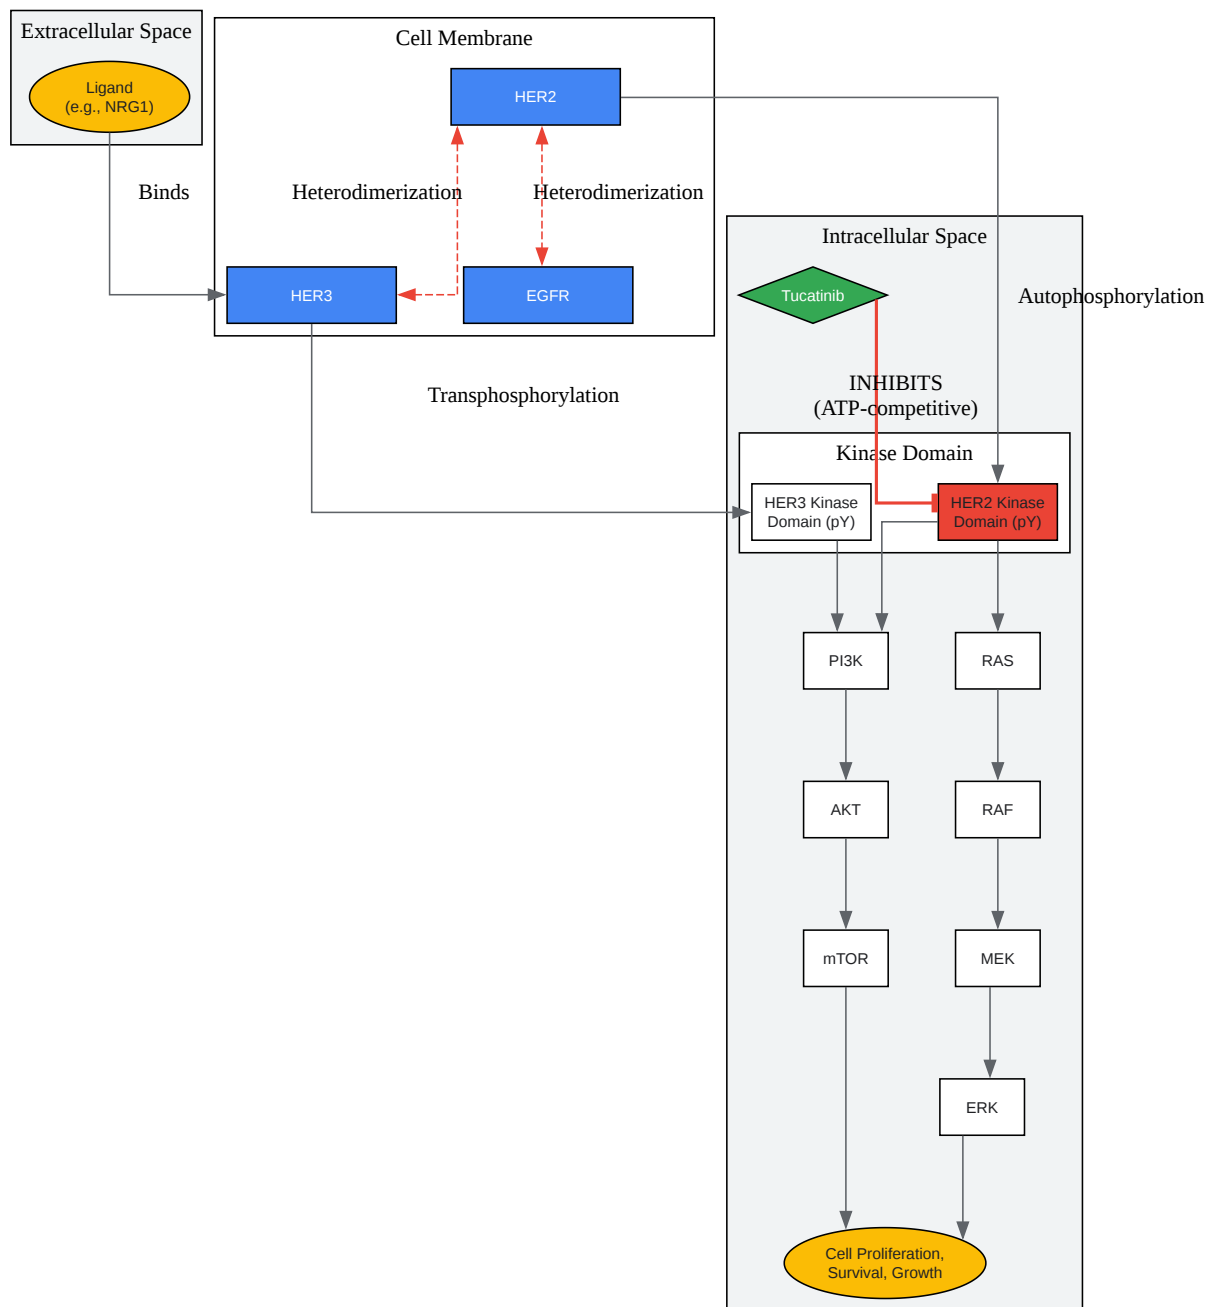 Extracellular Space
Ligand
(e.g., NRG1)
Cell Membrane
HER2
Binds
Heterodimerization
Heterodimerization
HER3
EGFR
Transphosphorylation
Intracellular Space
Tucatinib
Autophosphorylation
INHIBITS
(ATP-competitive)
Kinase Domain
HER3 Kinase
Domain (pY)
HER2 Kinase
Domain (pY)
PI3K
RAS
AKT
RAF
mTOR
MEK
ERK
Cell Proliferation,
Survival, Growth